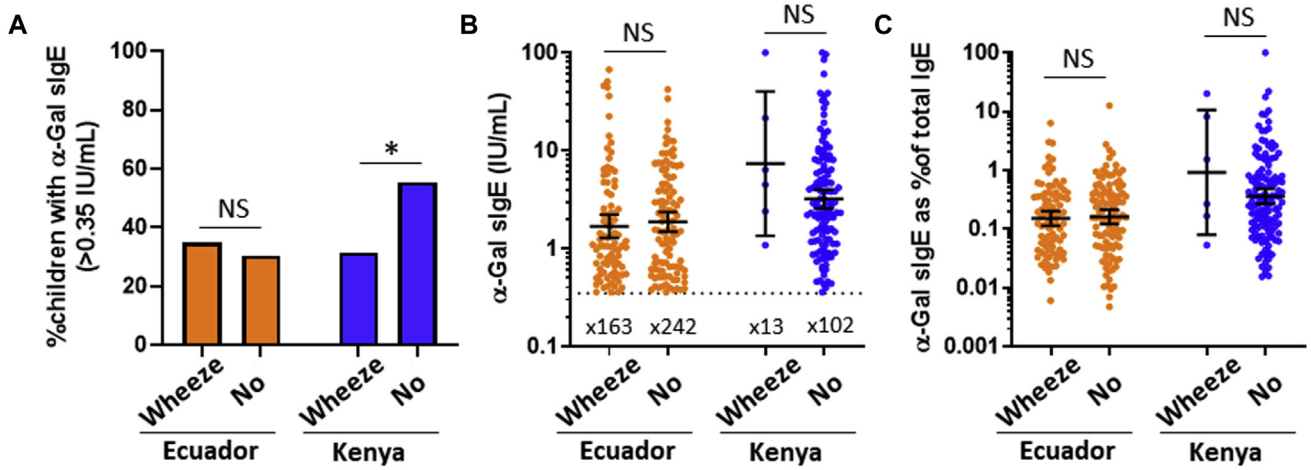 A
%children with α-Gal sIgE
(>0.35 IU/mL)
100
80
60
40
20
0
NS
*
Wheeze
No
Wheeze
No
Ecuador
Kenya
B
α-Gal sIgE (IU/mL)
100
10
1
0.1
NS
NS
x163
x242
x13
x102
Wheeze
No
Wheeze
No
Ecuador
Kenya
C
α-Gal sIgE as %of total IgE
100
10
1
0.1
0.01
0.001
NS
NS
Wheeze
No
Wheeze
No
Ecuador
Kenya